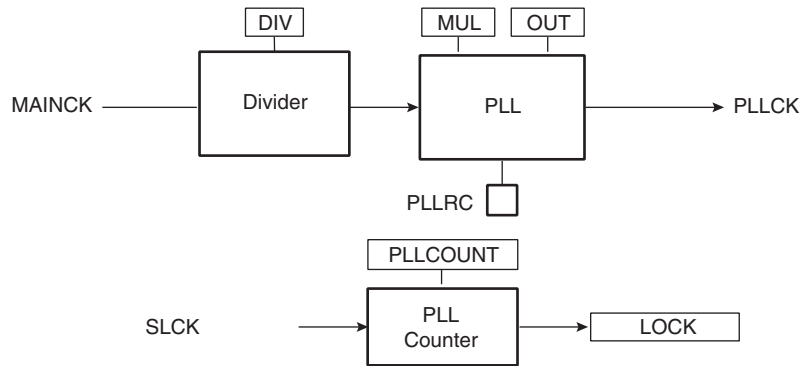 DIV
MUL
OUT
MAINCK
Divider
PLL
PLLCK
PLLRC
PLLCOUNT
SLCK
PLL
Counter
LOCK